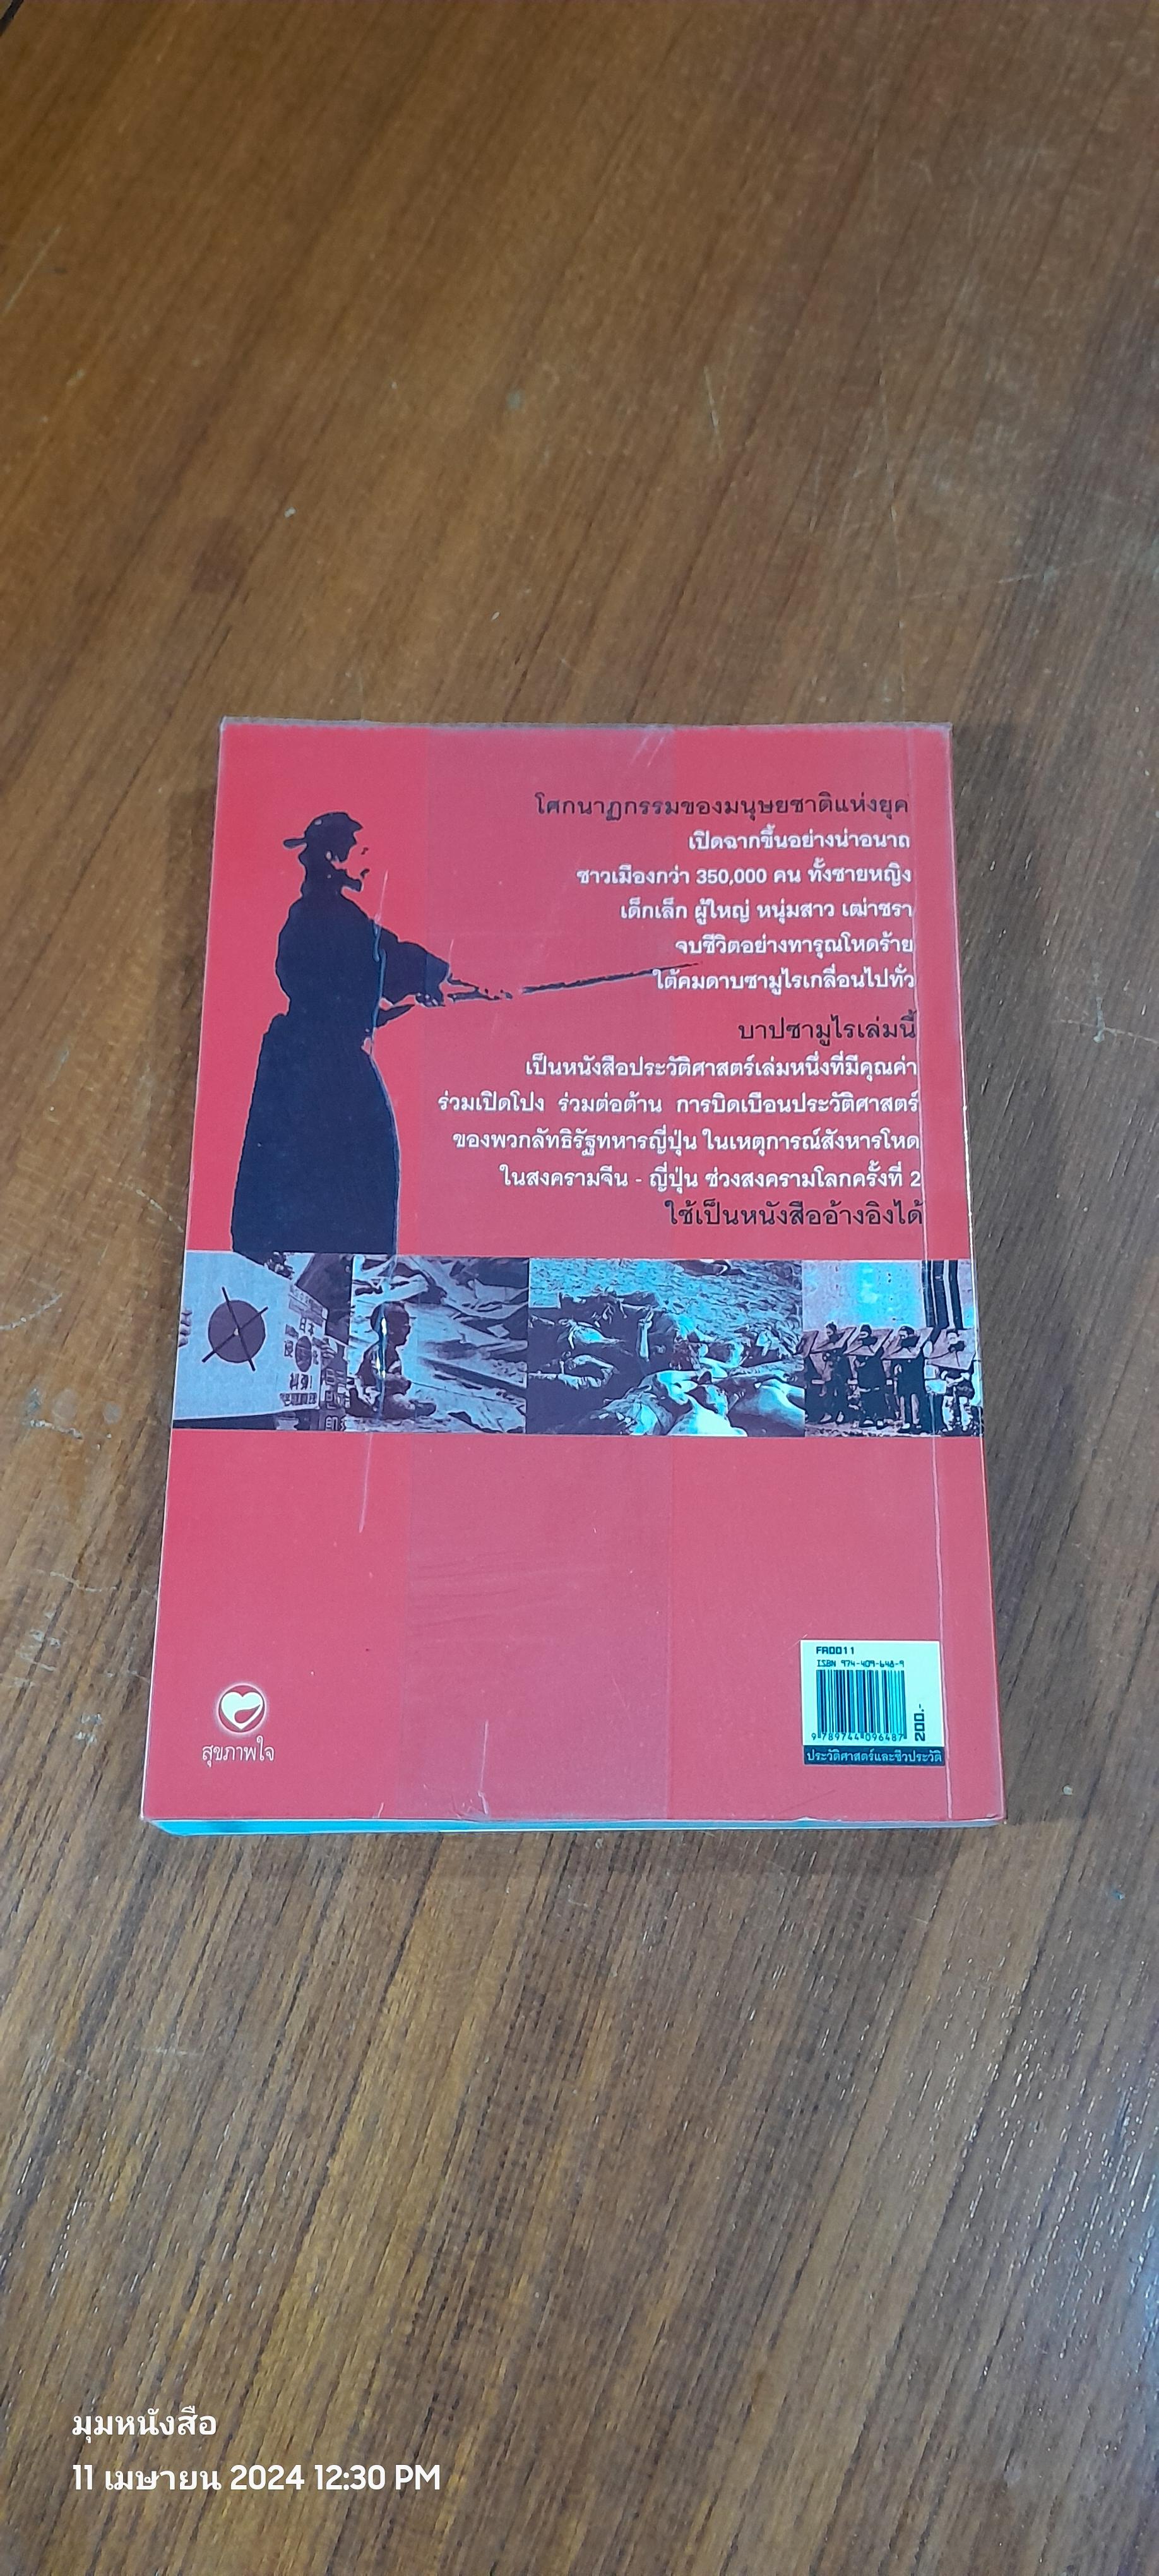 โศกนาฏกรรมของมนุษยชาติแห่งยุค
เปิดฉากขึ้นอย่างน่าอนาถ
ชาวเมืองกว่า 350,000 คน ทั้งชายหญิง
เด็กเล็ก ผู้ใหญ่ หนุ่มสาว เฒ่าชรา
จบชีวิตอย่างทารุณโหดร้าย
ใต้คมดาบซามูไรเกลื่อนไปทั่ว
บาปซามูไรเล่มนี้
เป็นหนังสือประวัติศาสตร์เล่มหนึ่งที่มีคุณค่า
ร่วมเปิดโปง ร่วมต่อต้าน การบิดเบือนประวัติศาสตร์
ของพวกลัทธิรัฐทหารญี่ปุ่น ในเหตุการณ์สังหารโหด
ในสงครามจีน - ญี่ปุ่น ช่วงสงครามโลกครั้งที่ 2
ใช้เป็นหนังสืออ้างอิงได้
FA0011
ISBN 974-409-648-9
9 789744 096487
200.-
ประวัติศาสตร์และชีวประวัติ
สุขภาพใจ
มุมหนังสือ
11 เมษายน 2024 12:30 PM